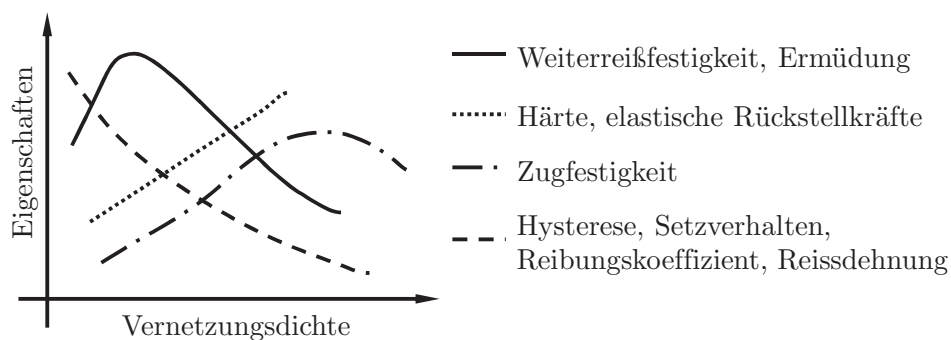 Eigenschaften
Vernetzungsdichte
Weiterreißfestigkeit, Ermüdung
Härte, elastische Rückstellkräfte
Zugfestigkeit
Hysterese, Setzverhalten,
Reibungskoeffizient, Reissdehnung